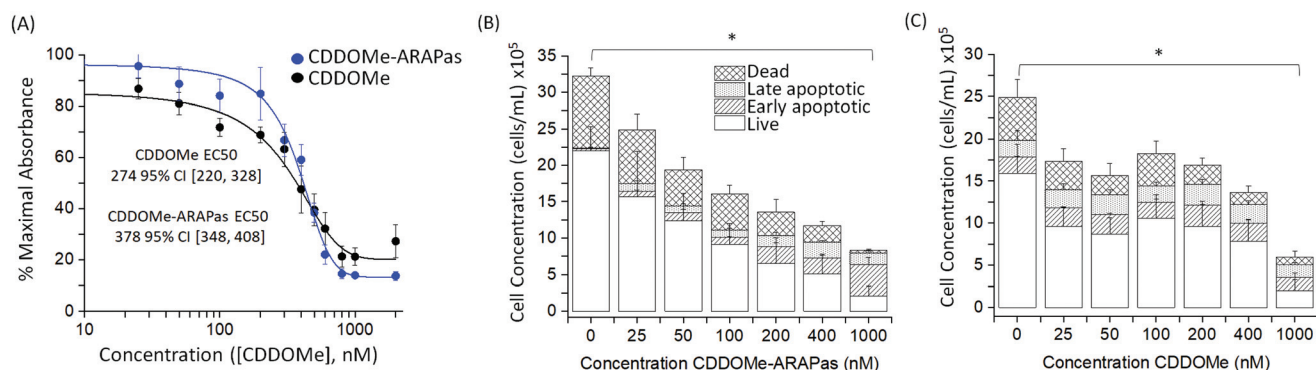 (A)
CDDOMe-ARAPas
CDDOMe
100
80
60
40
20
0
% Maximal Absorbance
CDDOMe EC50
274 95% CI [220, 328]
CDDOMe-ARAPas EC50
378 95% CI [348, 408]
10
100
1000
Concentration ([CDDOMe], nM)
(B)
*
35
30
25
20
15
10
5
0
Cell Concentration (cells/mL) x10⁵
Dead
Late apoptotic
Early apoptotic
Live
0 25 50 100 200 400 1000
Concentration CDDOMe-ARAPas (nM)
(C)
*
30
25
20
15
10
5
0
Cell Concentration (cells/mL) x10⁵
0 25 50 100 200 400 1000
Concentration CDDOMe (nM)